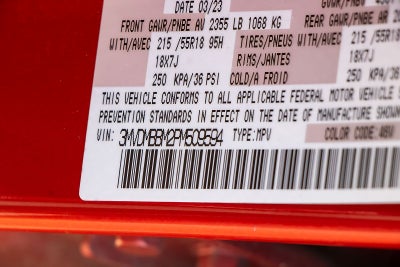 DATE 03/23
FRONT GAWR/PNBE AV 2355 LB 1068 KG REAR GAWR/PNBE AR
WITH/AVEC 215 /55R18 95H TIRES/PNEUS WITH/AVEC 215 /55R18
18X7J RIMS/JANTES 18X7J
250 KPA/36 PSI COLD/A FROID 250 KPA/36
THIS VEHICLE CONFORMS TO ALL APPLICABLE FEDERAL MOTOR VEHICLE
PREVENTION STANDARDS IN EFFECT ON THE DATE OF MANUFACTURE SHOWN
VIN: TYPE:MPV COLOR CODE: